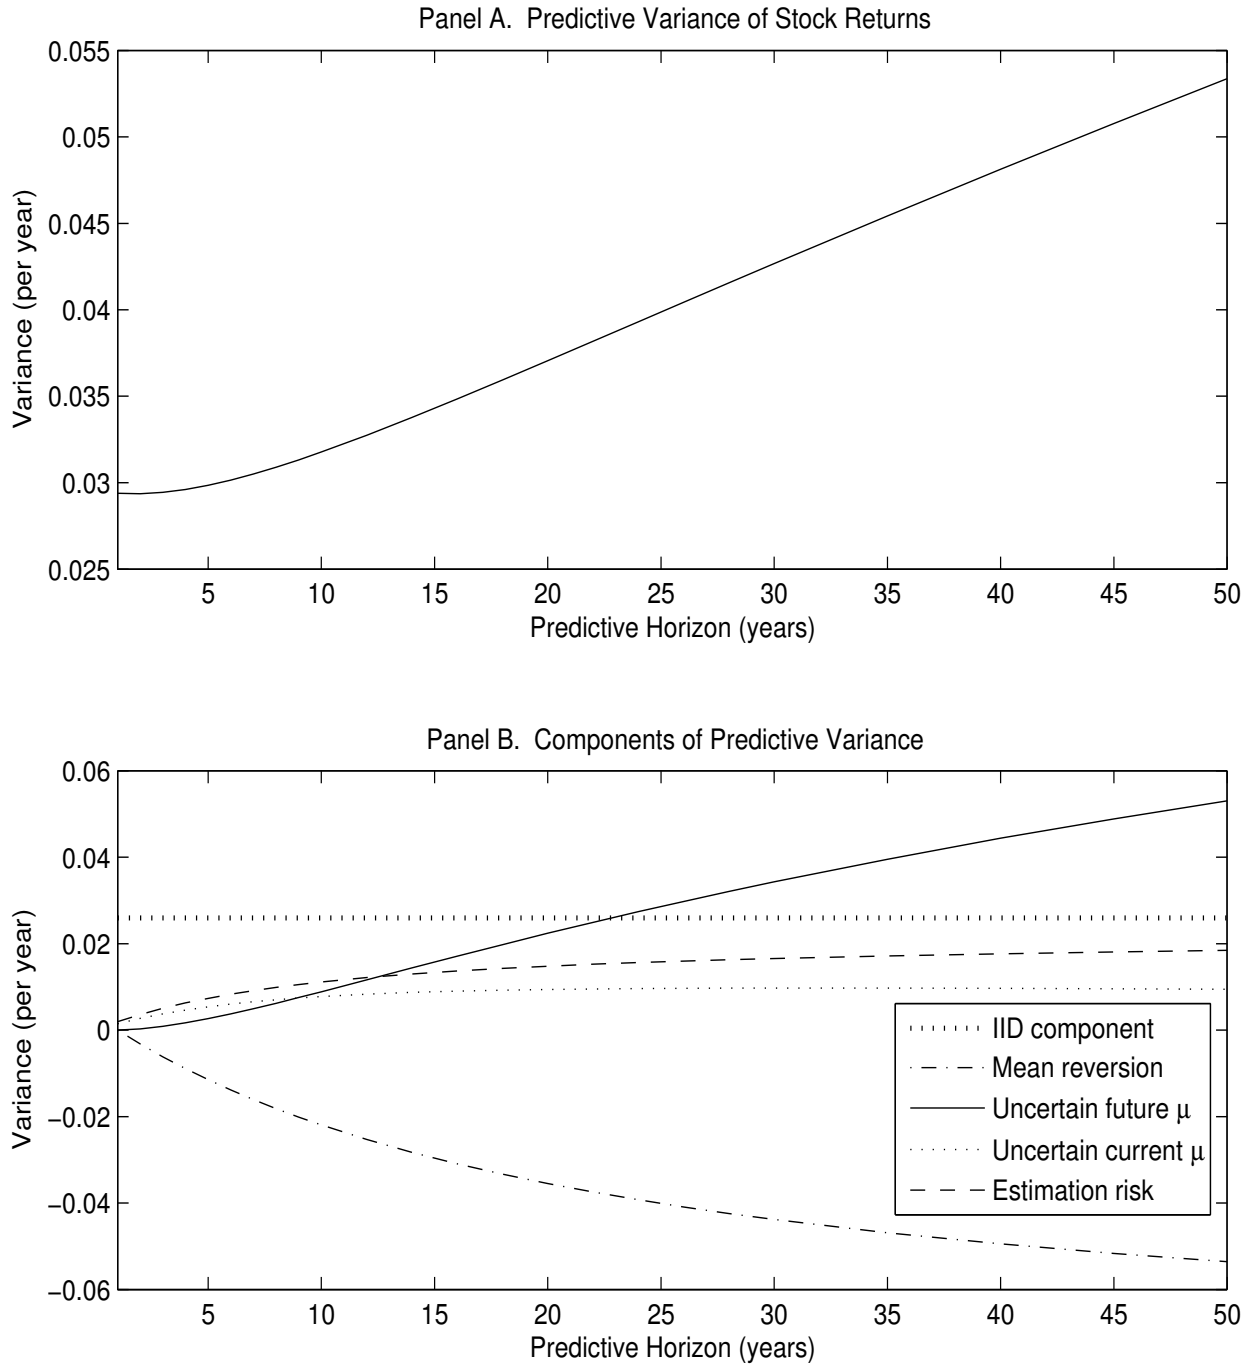 Panel A. Predictive Variance of Stock Returns
0.055
0.05
0.045
0.04
0.035
0.03
0.025
Variance (per year)
5 10 15 20 25 30 35 40 45 50
Predictive Horizon (years)
Panel B. Components of Predictive Variance
0.06
0.04
0.02
0
−0.02
−0.04
−0.06
Variance (per year)
IID component
Mean reversion
Uncertain future μ
Uncertain current μ
Estimation risk
5 10 15 20 25 30 35 40 45 50
Predictive Horizon (years)